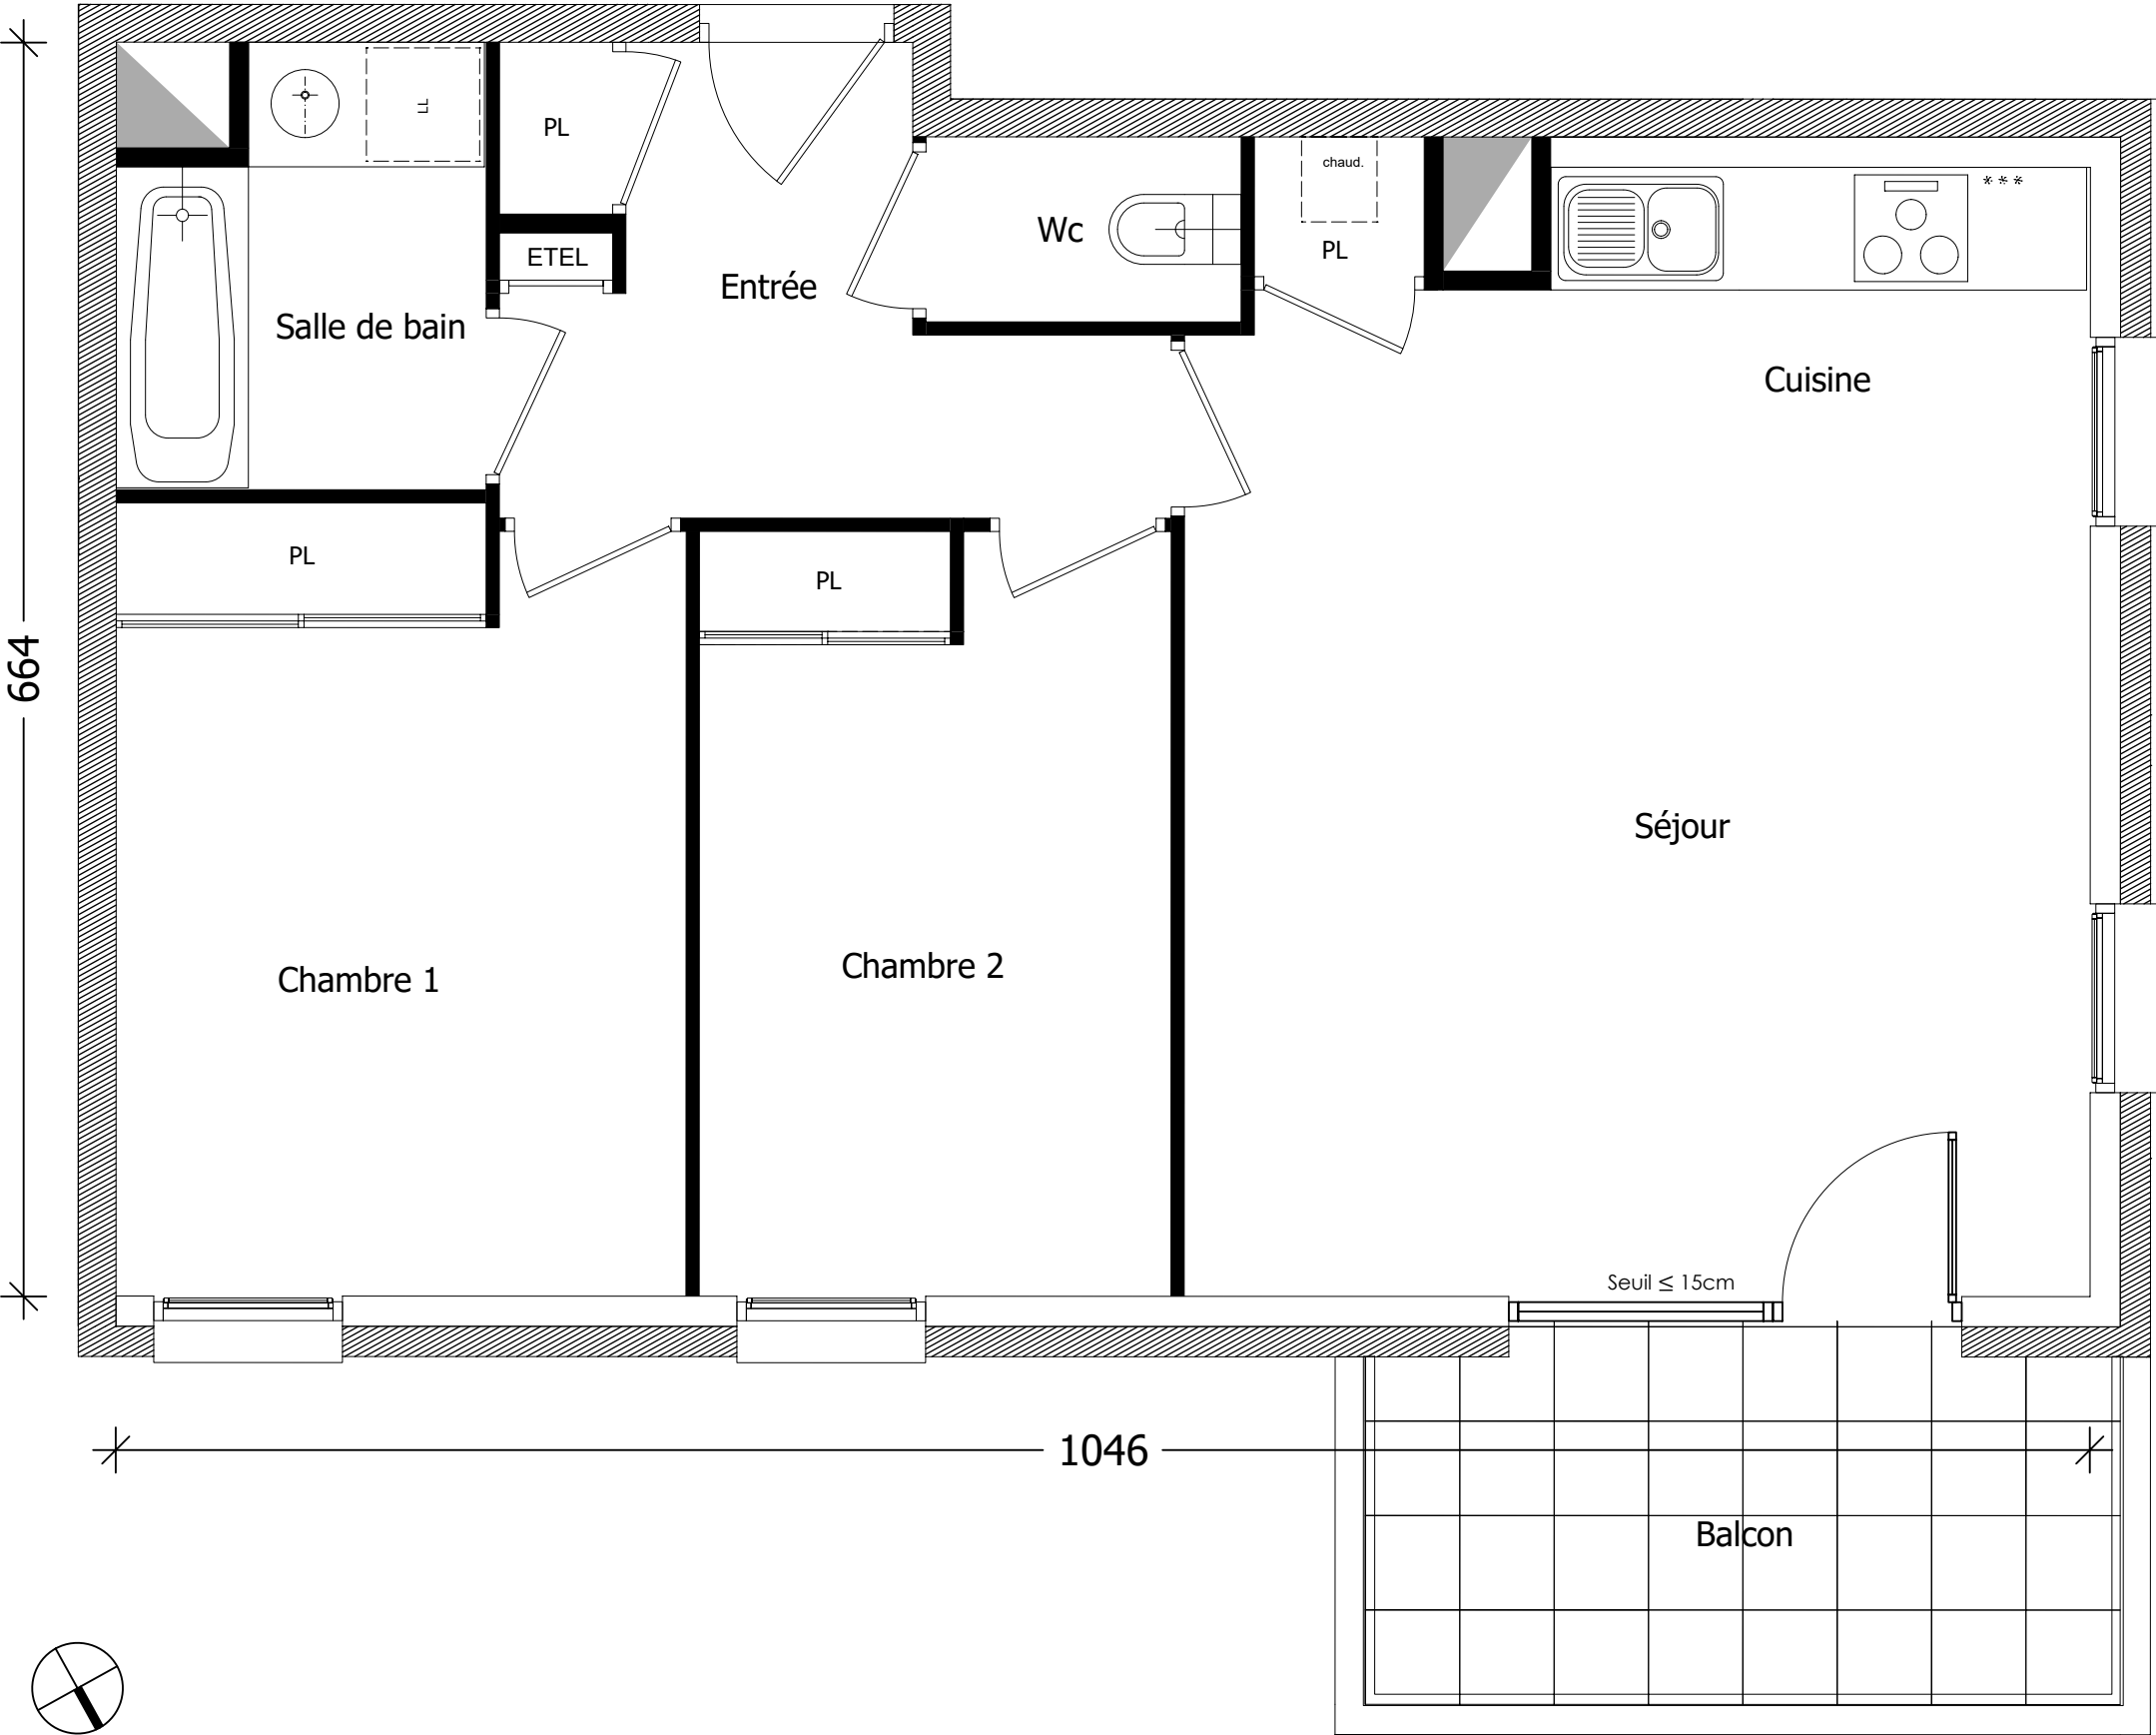 LL
PL
chaud.
Wc
PL
ETEL
Entrée
Salle de bain
Cuisine
PL
PL
664
Séjour
Chambre 2
Chambre 1
Seuil ≤ 15cm
1046
Balcon